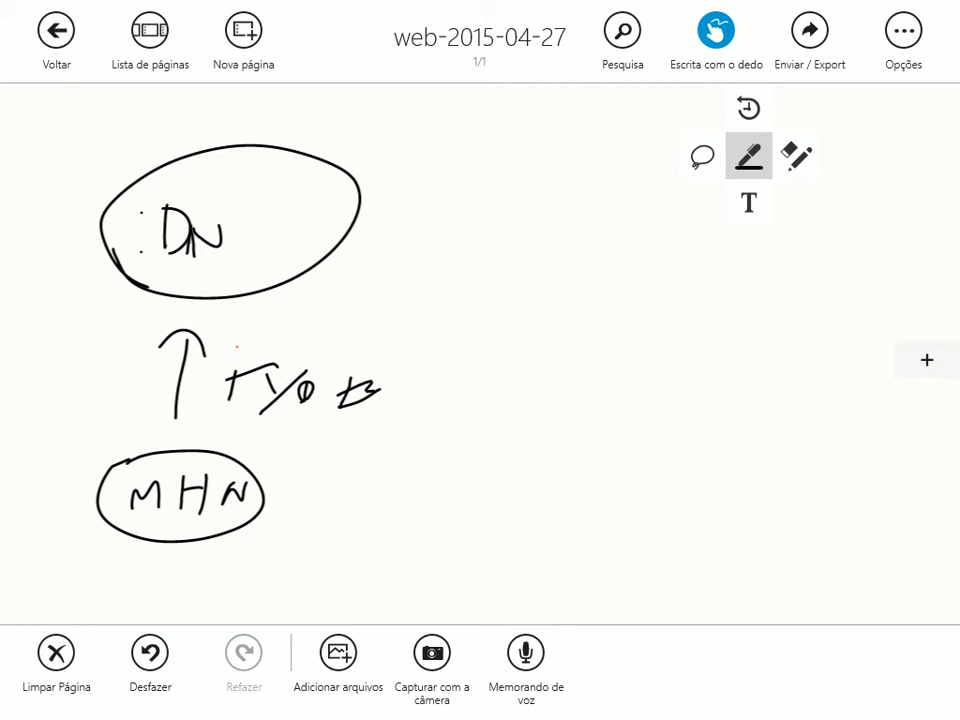 Voltar
Lista de páginas
Nova página
web-2015-04-27
1/1
Pesquisa
Escrita com o dedo
Enviar / Export
Opções
T
DN
MHN
Limpar Página
Desfazer
Refazer
Adicionar arquivos
Capturar com a
câmera
Memorando de
voz